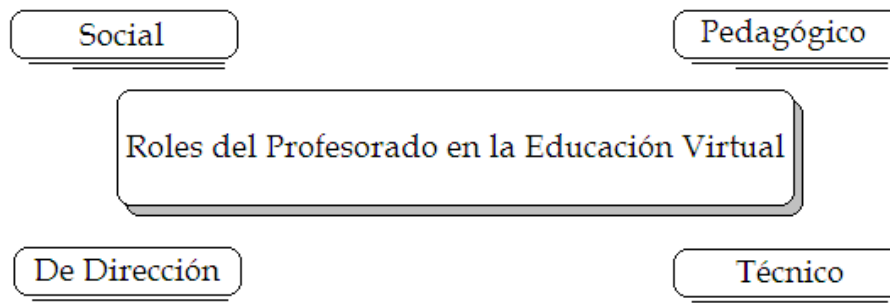 Social
Pedagógico
Roles del Profesorado en la Educación Virtual
De Dirección
Técnico